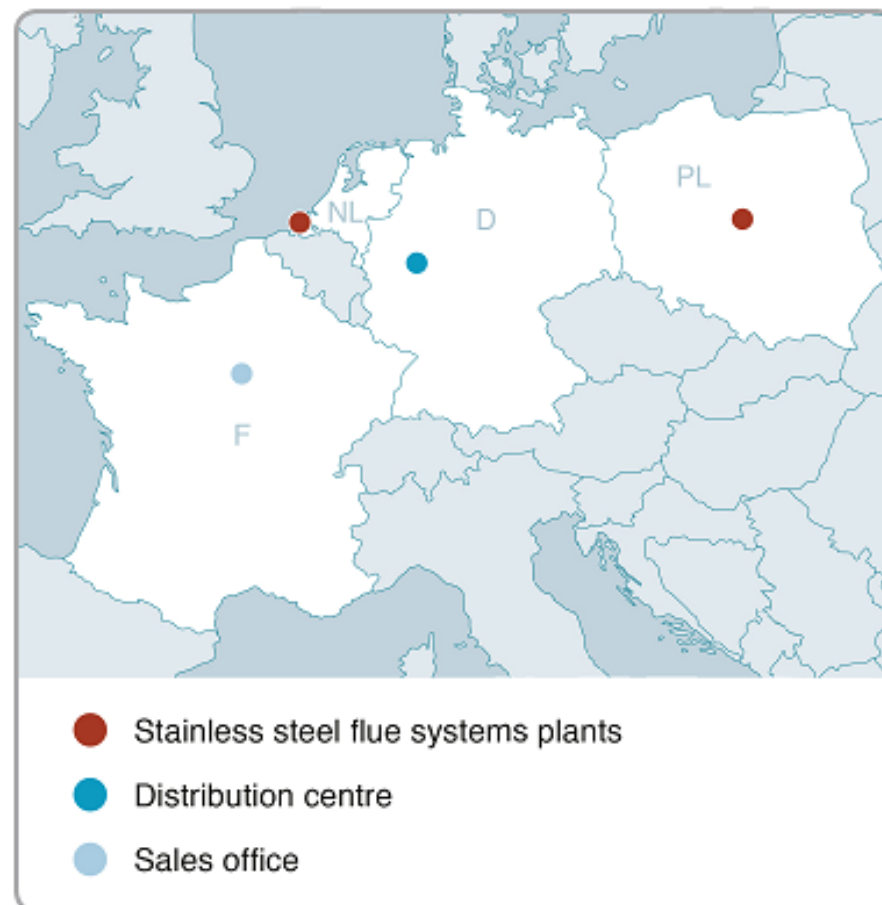 PL
NL
D
F
Stainless steel flue systems plants
Distribution centre
Sales office